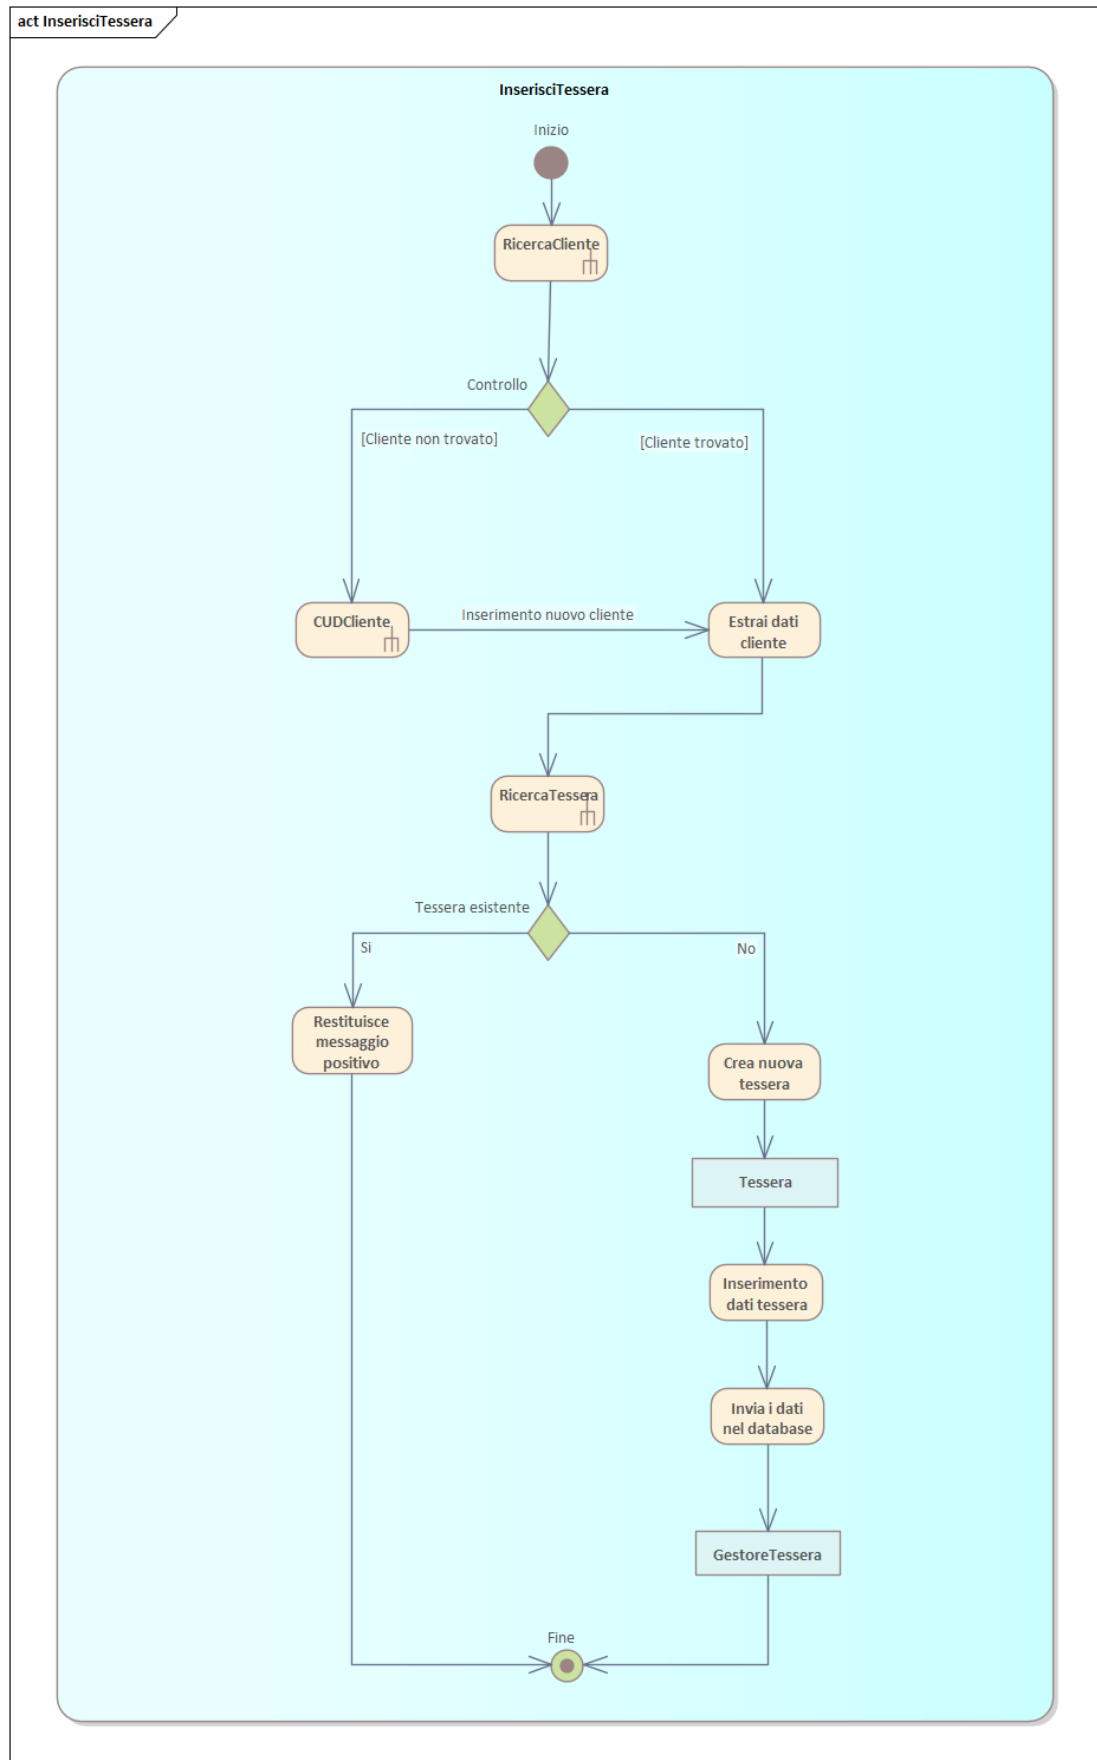 act InserisciTessera
InserisciTessera
Inizio
RicercaCliente
Controllo
[Cliente non trovato]
[Cliente trovato]
CUDCliente
Inserimento nuovo cliente
Estrai dati
cliente
RicercaTessera
Tessera esistente
Si
No
Restituisce
messaggio
positivo
Crea nuova
tessera
Tessera
Inserimento
dati tessera
Invia i dati
nel database
GestoreTessera
Fine